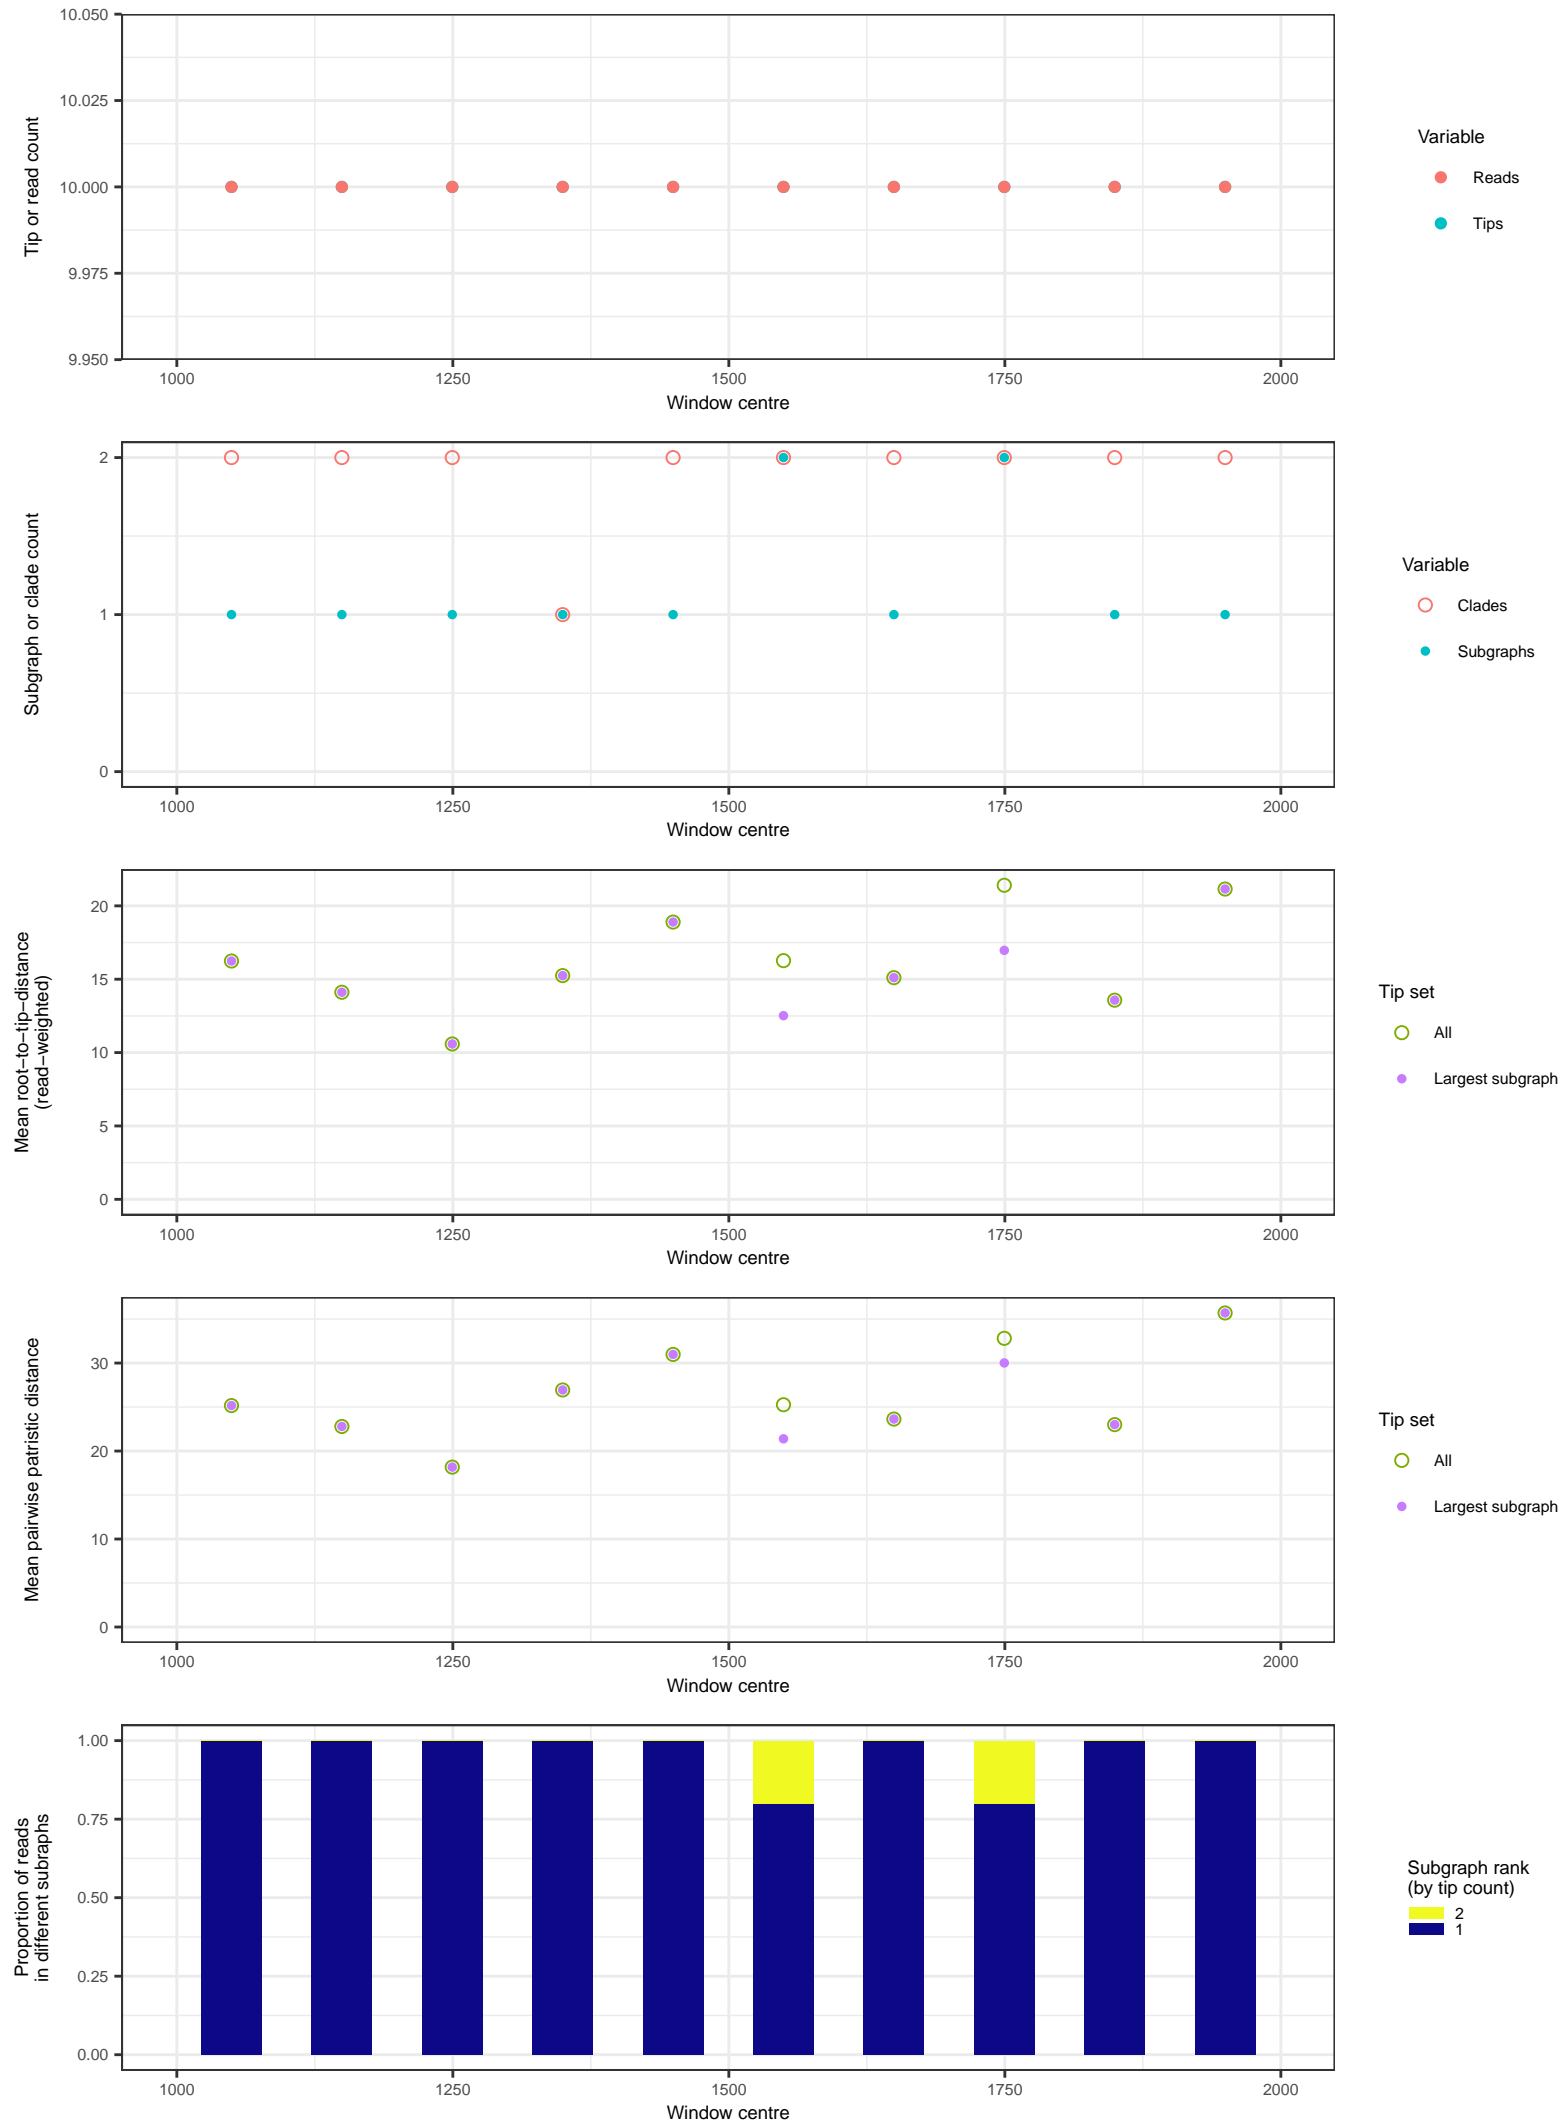 10.050
10.025
10.000
9.975
9.950
Tip or read count
1000 1250 1500 1750 2000
Window centre
Variable
Reads
Tips
2
1
0
Subgraph or clade count
1000 1250 1500 1750 2000
Window centre
Variable
Clades
Subgraphs
20
15
10
5
0
Mean root−to−tip−distance
(read−weighted)
1000 1250 1500 1750 2000
Window centre
Tip set
All
Largest subgraph
30
20
10
0
Mean pairwise patristic distance
1000 1250 1500 1750 2000
Window centre
Tip set
All
Largest subgraph
1.00
0.75
0.50
0.25
0.00
Proportion of reads
in different subraphs
1000 1250 1500 1750 2000
Window centre
Subgraph rank
(by tip count)
2
1